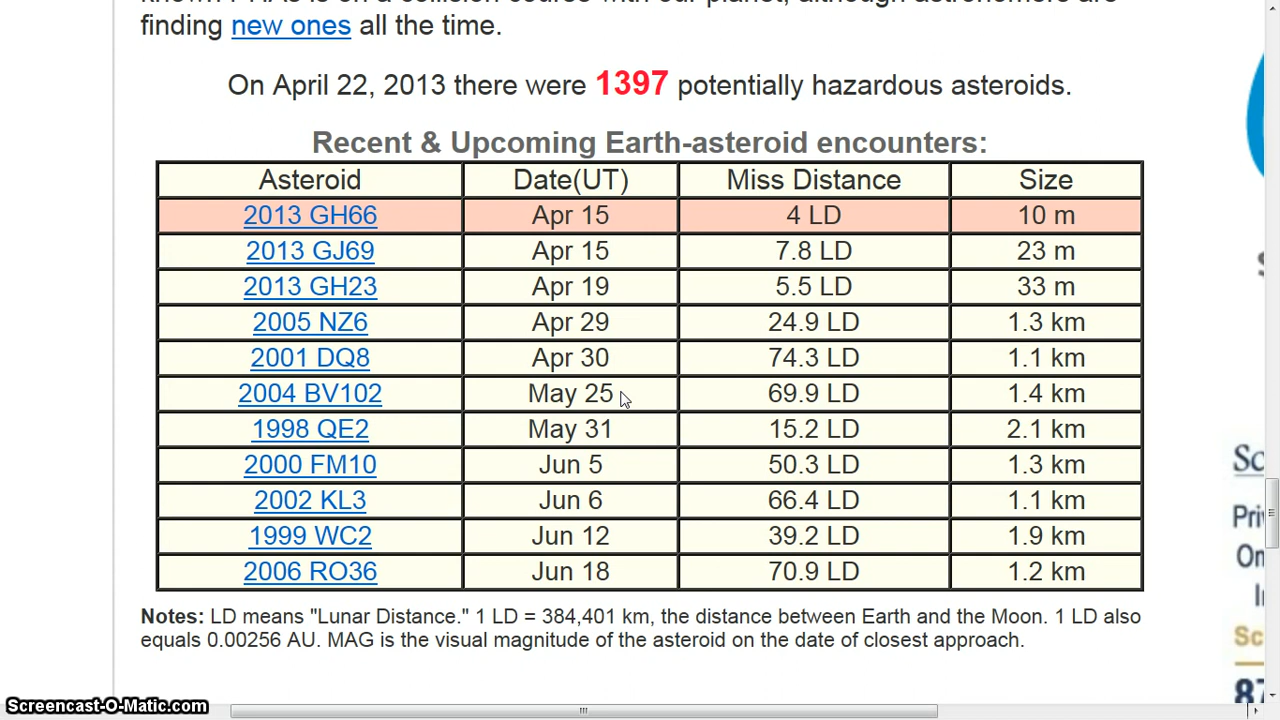 finding new ones all the time.
On April 22, 2013 there were 1397 potentially hazardous asteroids.
Recent & Upcoming Earth-asteroid encounters:
Asteroid Date(UT) Miss Distance Size
2013 GH66 Apr 15 4 LD 10 m
2013 GJ69 Apr 15 7.8 LD 23 m
2013 GH23 Apr 19 5.5 LD 33 m
2005 NZ6 Apr 29 24.9 LD 1.3 km
2001 DQ8 Apr 30 74.3 LD 1.1 km
2004 BV102 May 25 69.9 LD 1.4 km
1998 QE2 May 31 15.2 LD 2.1 km
2000 FM10 Jun 5 50.3 LD 1.3 km
2002 KL3 Jun 6 66.4 LD 1.1 km
1999 WC2 Jun 12 39.2 LD 1.9 km
2006 RO36 Jun 18 70.9 LD 1.2 km
Notes: LD means "Lunar Distance." 1 LD = 384,401 km, the distance between Earth and the Moon. 1 LD also
equals 0.00256 AU. MAG is the visual magnitude of the asteroid on the date of closest approach.
Screencast-O-Matic.com